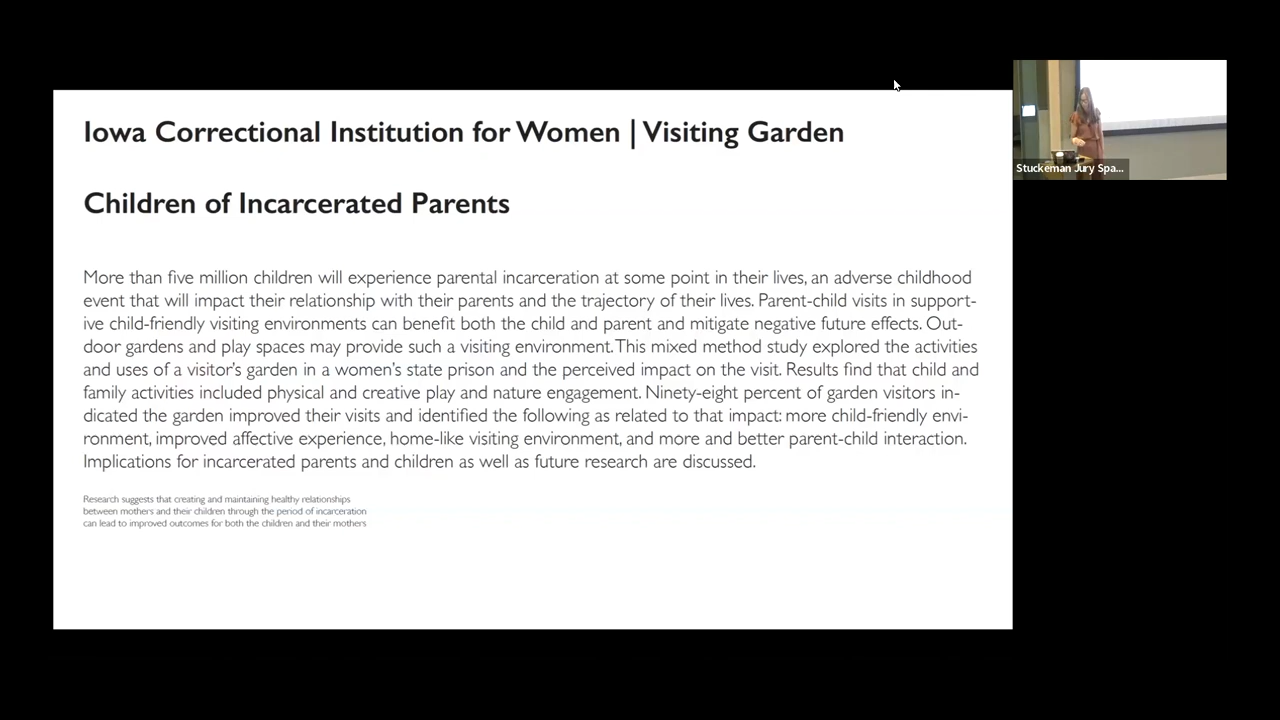 Iowa Correctional Institution for Women | Visiting Garden
Children of Incarcerated Parents
More than five million children will experience parental incarceration at some point in their lives, an adverse childhood
event that will impact their relationship with their parents and the trajectory of their lives. Parent-child visits in support-
ive child-friendly visiting environments can benefit both the child and parent and mitigate negative future effects. Out-
door gardens and play spaces may provide such a visiting environment. This mixed method study explored the activities
and uses of a visitor's garden in a women's state prison and the perceived impact on the visit. Results find that child and
family activities included physical and creative play and nature engagement. Ninety-eight percent of garden visitors in-
dicated the garden improved their visits and identified the following as related to that impact: more child-friendly envi-
ronment, improved affective experience, home-like visiting environment, and more and better parent-child interaction.
Implications for incarcerated parents and children as well as future research are discussed.
Research suggests that creating and maintaining healthy relationships
between mothers and their children through the period of incarceration
can lead to improved outcomes for both the children and their mothers
Stuckeman Jury Spa...